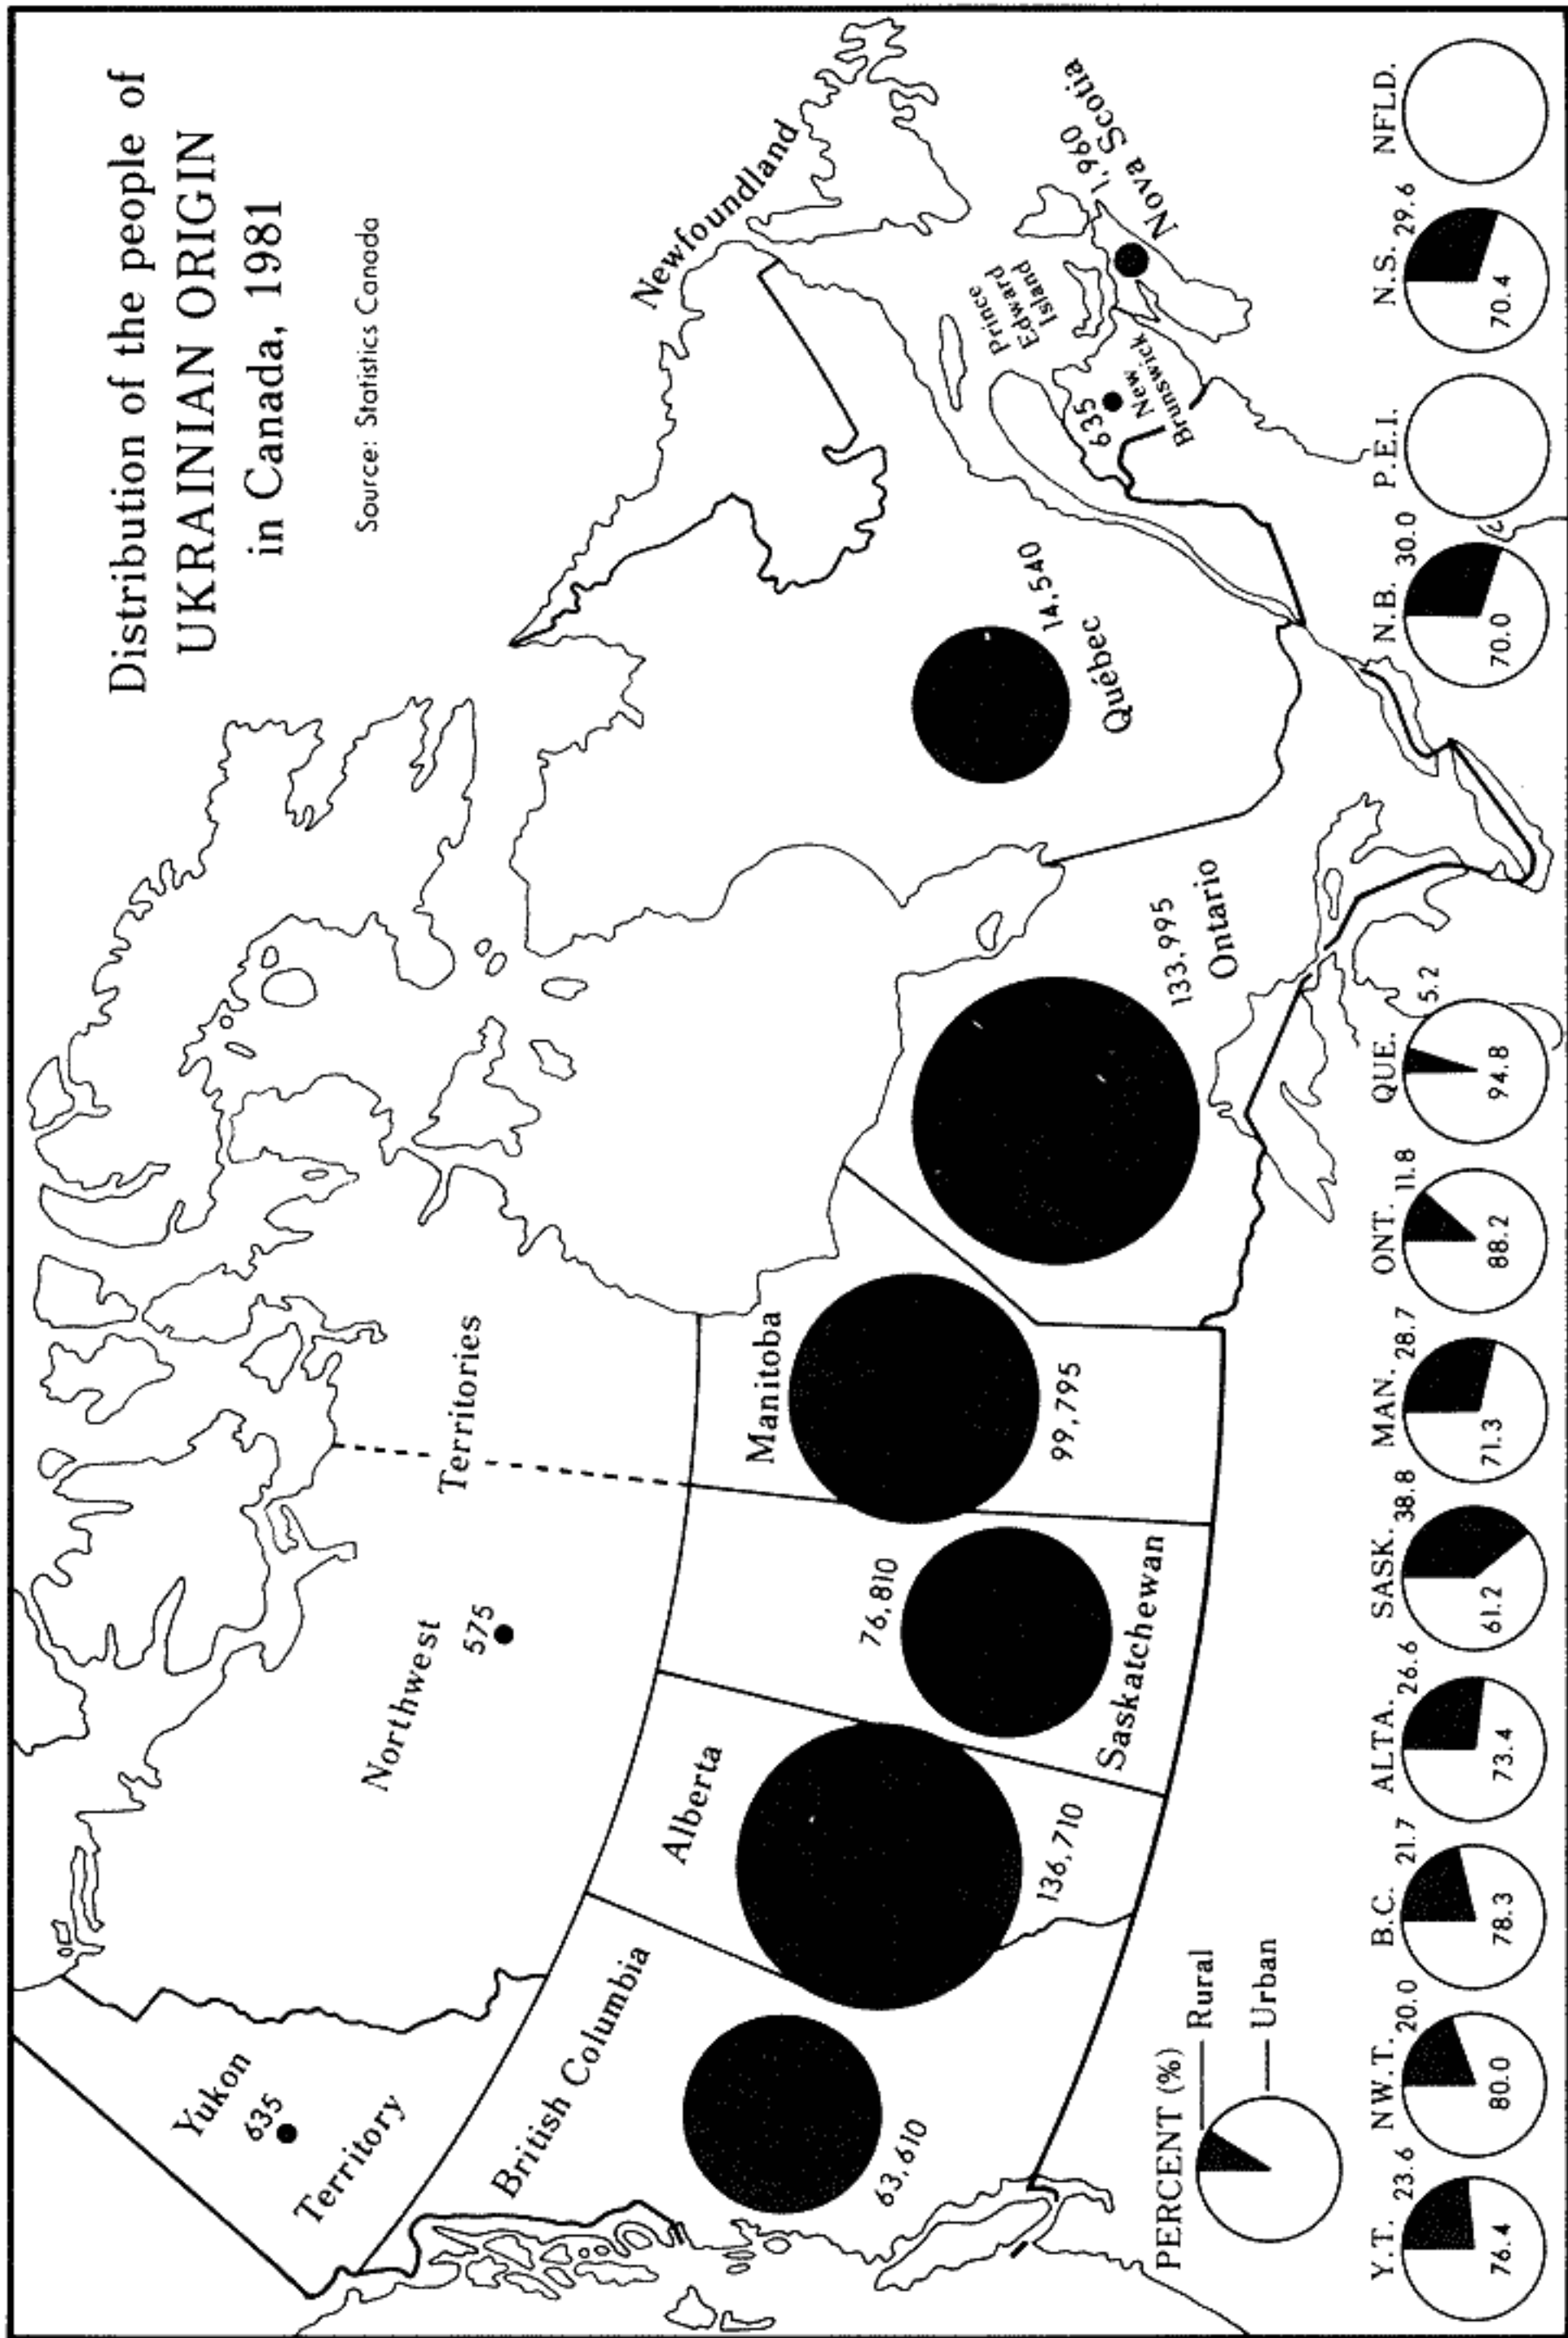 Distribution of the people of
UKRAINIAN ORIGIN
in Canada, 1981
Source: Statistics Canada
Yukon
635
Territory
Northwest
575
Territories
British Columbia
63,610
Alberta
136,710
76,810
Saskatchewan
Manitoba
99,795
133,995
Ontario
14,540
Québec
Newfoundland
Prince
Edward
Island
635
New
Brunswick
1,960
Nova Scotia
PERCENT (%)
Rural
Urban
Y.T. 23.6
76.4
NW.T. 20.0
80.0
B.C. 21.7
78.3
ALTA. 26.6
73.4
SASK. 38.8
61.2
MAN. 28.7
71.3
ONT. 11.8
88.2
QUE. 5.2
94.8
N.B. 30.0
70.0
P.E.I.
N.S. 29.6
70.4
NFLD.